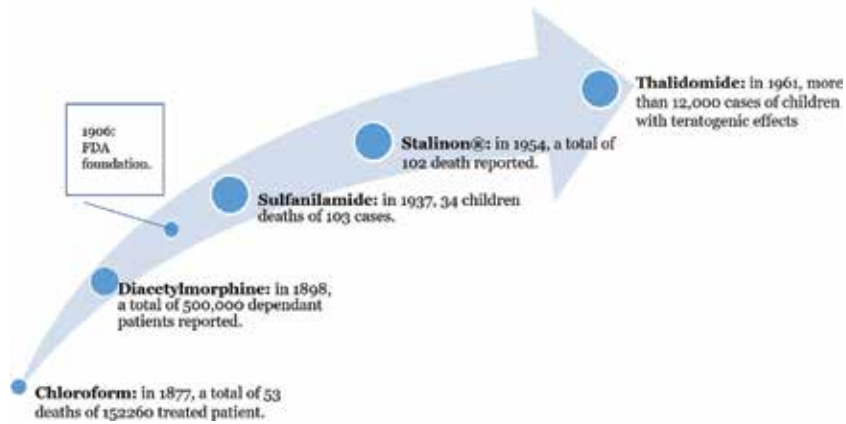 Thalidomide: in 1961, more
than 12,000 cases of children
with teratogenic effects
1906:
FDA
foundation.
Stalinon®: in 1954, a total of
102 death reported.
Sulfanilamide: in 1937, 34 children
deaths of 103 cases.
Diacetylmorphine: in 1898,
a total of 500,000 dependant
patients reported.
Chloroform: in 1877, a total of 53
deaths of 152260 treated patient.